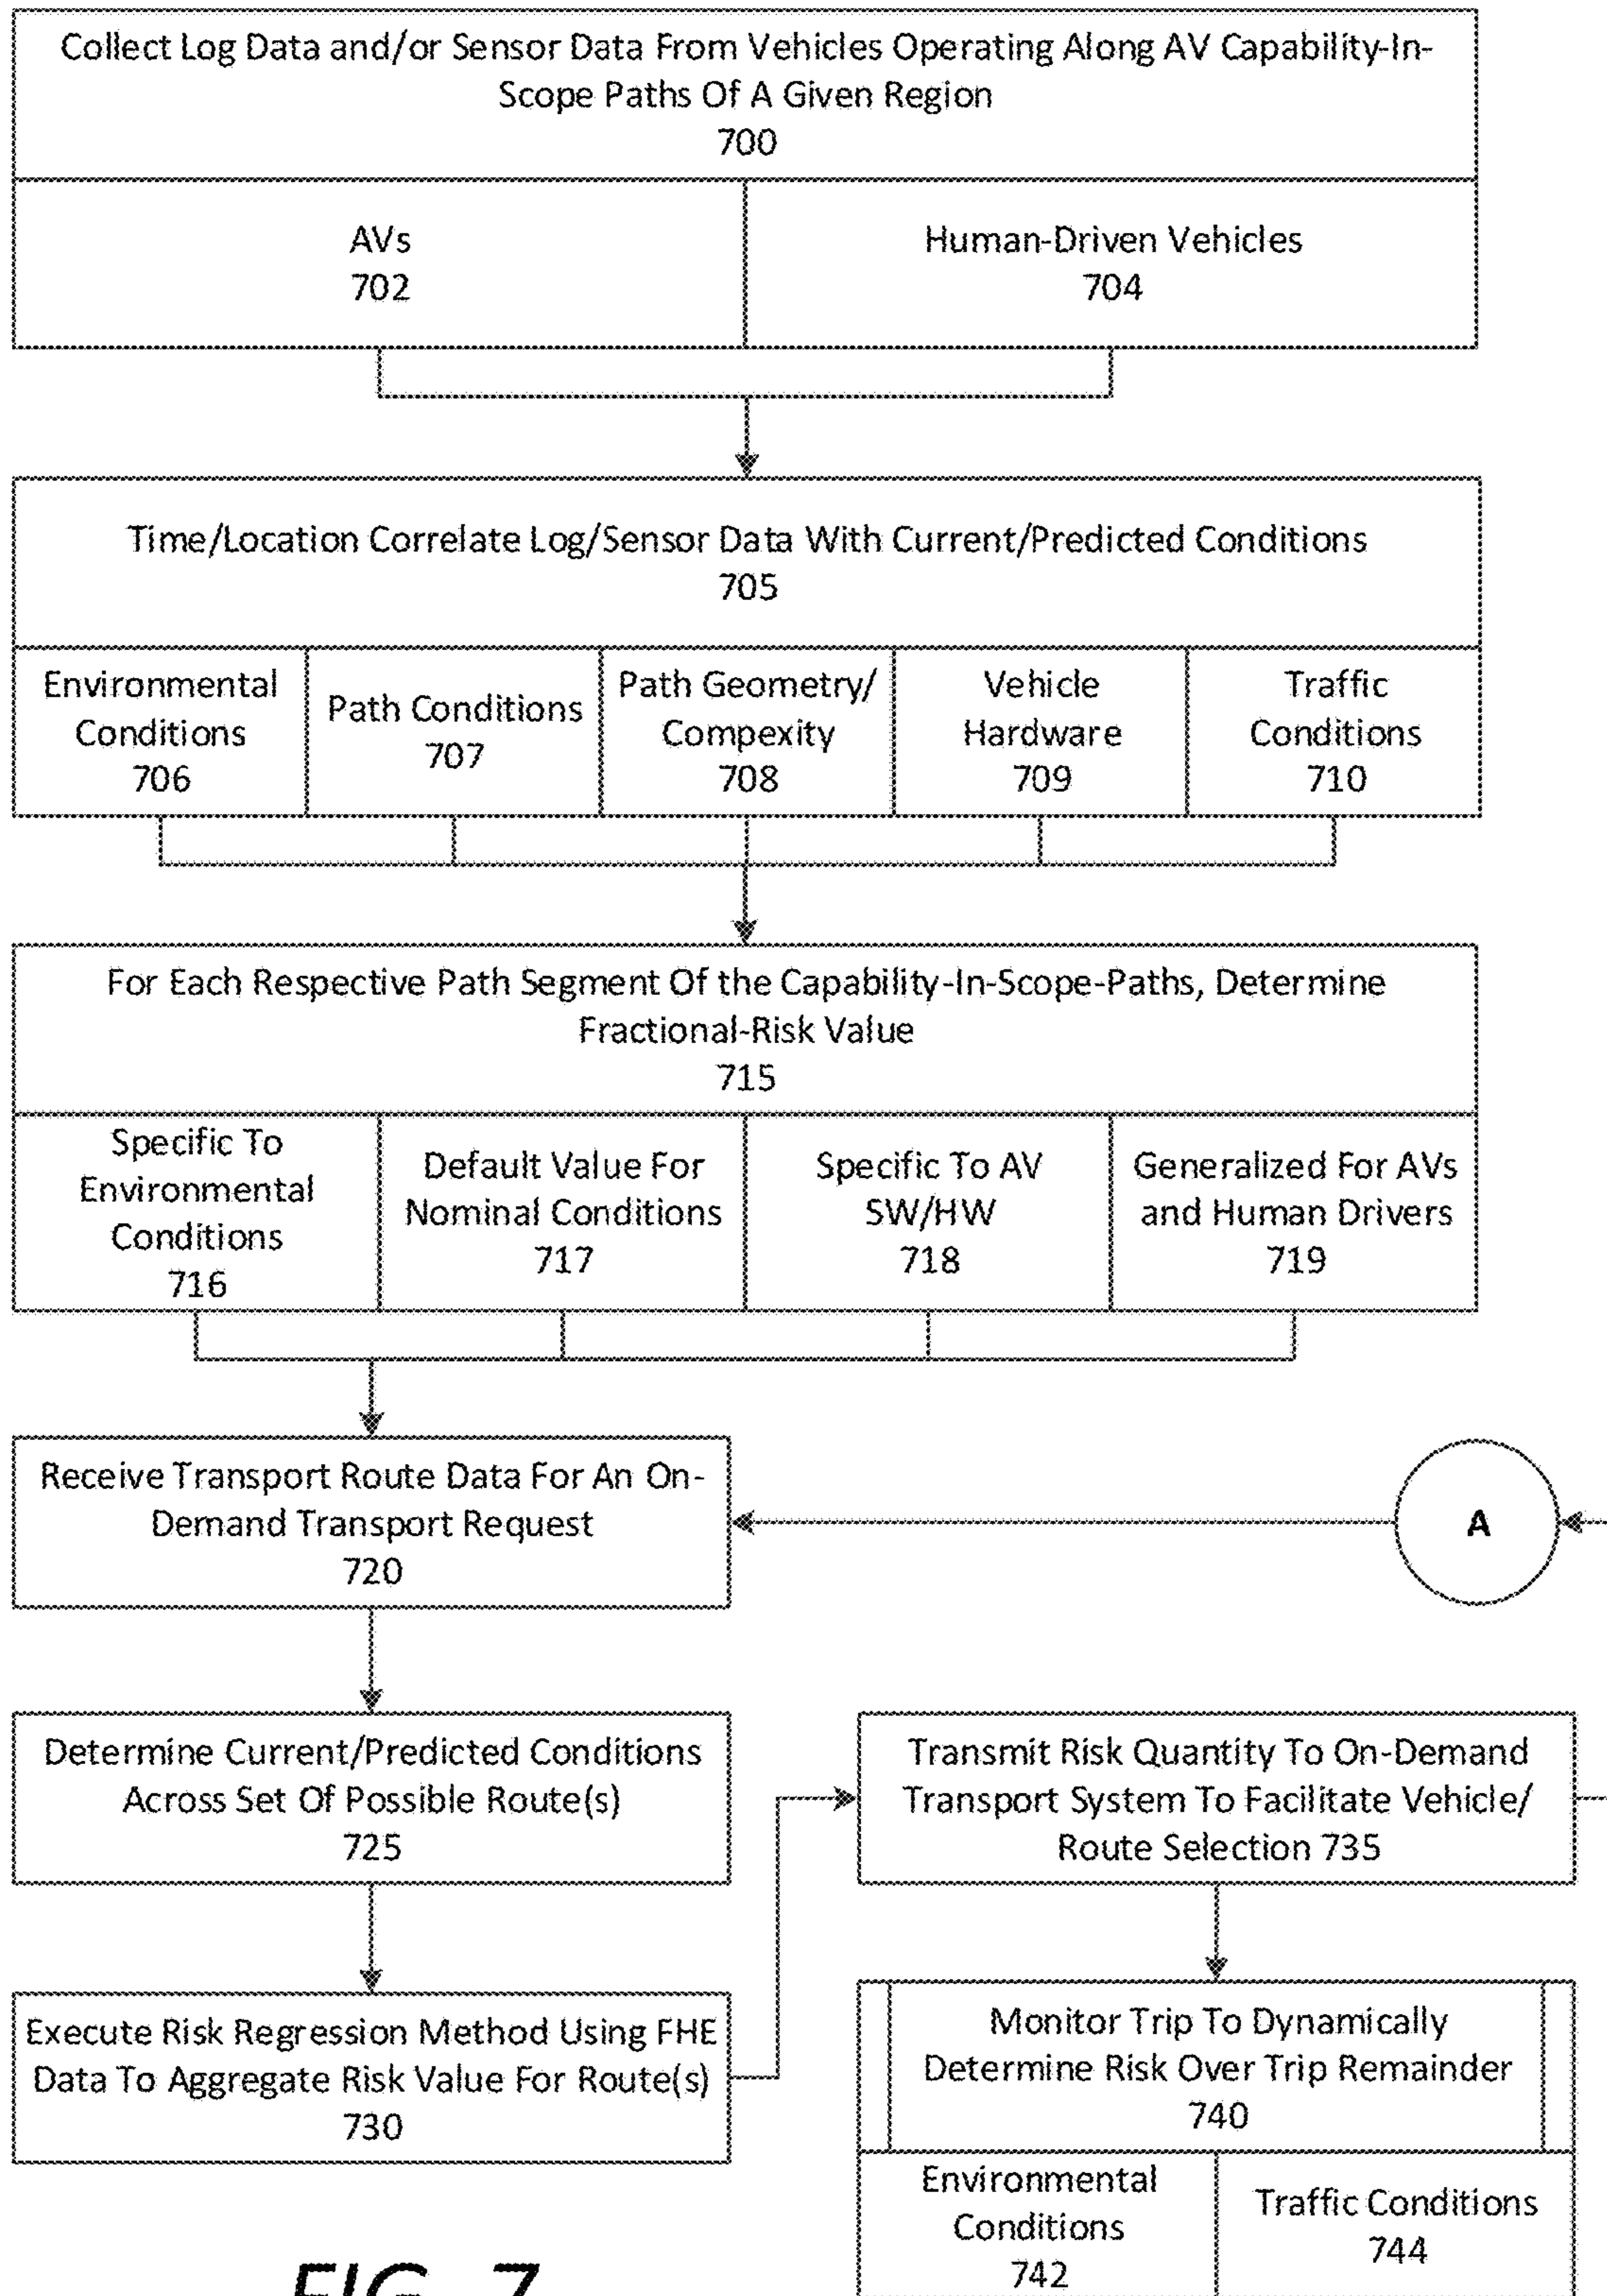 Collect Log Data and/or Sensor Data From Vehicles Operating Along AV Capability-In-
Scope Paths Of A Given Region
700
AVs
702
Human-Driven Vehicles
704
Time/Location Correlate Log/Sensor Data With Current/Predicted Conditions
705
Environmental
Conditions
706
Path Conditions
707
Path Geometry/
Compexity
708
Vehicle
Hardware
709
Traffic
Conditions
710
For Each Respective Path Segment Of the Capability-In-Scope-Paths, Determine
Fractional-Risk Value
715
Specific To
Environmental
Conditions
716
Default Value For
Nominal Conditions
717
Specific To AV
SW/HW
718
Generalized For AVs
and Human Drivers
719
Receive Transport Route Data For An On-
Demand Transport Request
720
A
Determine Current/Predicted Conditions
Across Set Of Possible Route(s)
725
Execute Risk Regression Method Using FHE
Data To Aggregate Risk Value For Route(s)
730
Transmit Risk Quantity To On-Demand
Transport System To Facilitate Vehicle/
Route Selection 735
Monitor Trip To Dynamically
Determine Risk Over Trip Remainder
740
Environmental
Conditions
742
Traffic Conditions
744
FIG. 7